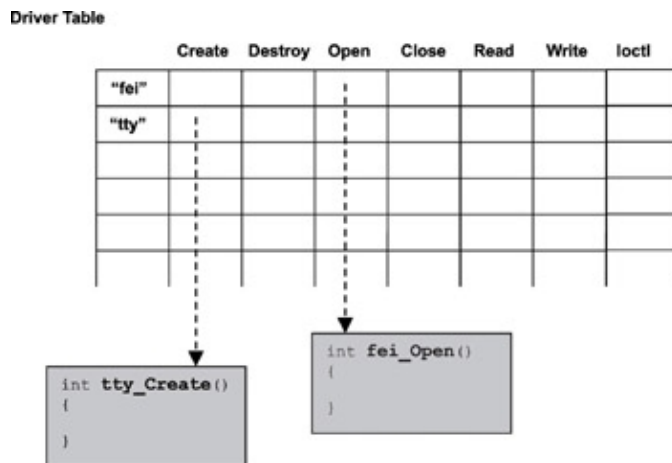 Driver Table
Create Destroy Open Close Read Write Ioctl
“fei”
“tty”
int fei_Open()
{
}
int tty_Create()
{
}